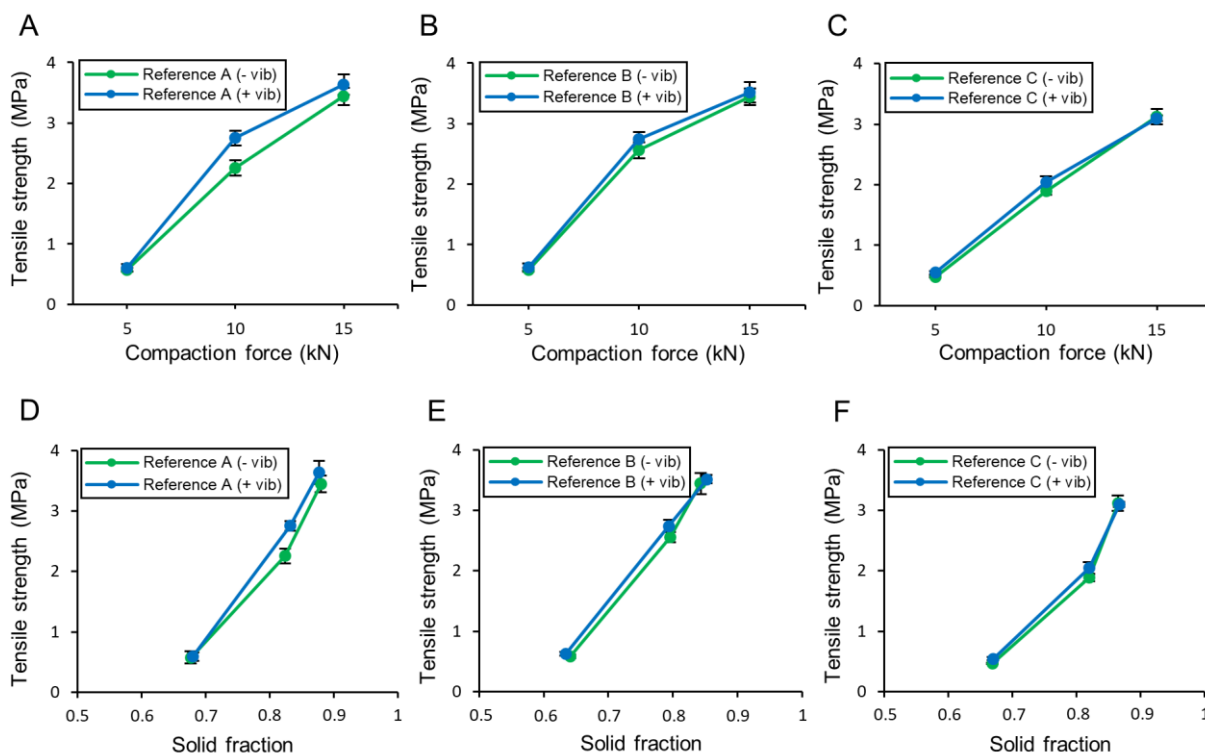 A
Reference A (- vib)
Reference A (+ vib)
Tensile strength (MPa)
4
3
2
1
0
5 10 15
Compaction force (kN)
B
Reference B (- vib)
Reference B (+ vib)
Tensile strength (MPa)
4
3
2
1
0
5 10 15
Compaction force (kN)
C
Reference C (- vib)
Reference C (+ vib)
Tensile strength (MPa)
4
3
2
1
0
5 10 15
Compaction force (kN)
D
Reference A (- vib)
Reference A (+ vib)
Tensile strength (MPa)
4
3
2
1
0
0.5 0.6 0.7 0.8 0.9 1
Solid fraction
E
Reference B (- vib)
Reference B (+ vib)
Tensile strength (MPa)
4
3
2
1
0
0.5 0.6 0.7 0.8 0.9 1
Solid fraction
F
Reference C (- vib)
Reference C (+ vib)
Tensile strength (MPa)
4
3
2
1
0
0.5 0.6 0.7 0.8 0.9 1
Solid fraction